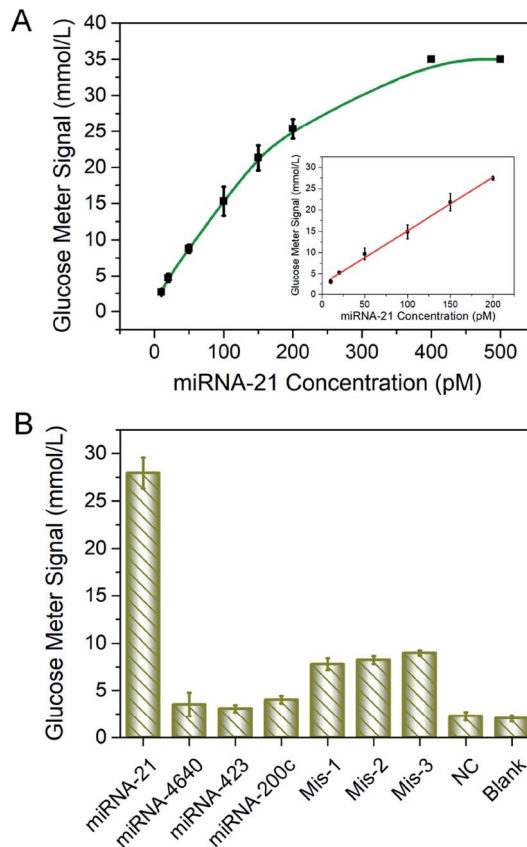 A
Glucose Meter Signal (mmol/L)
40
35
30
25
20
15
10
5
0
0 100 200 300 400 500
miRNA-21 Concentration (pM)
Glucose Meter Signal (mmol/L)
30
25
20
15
10
5
0
0 50 100 150 200
miRNA-21 Concentration (pM)
B
Glucose Meter Signal (mmol/L)
30
25
20
15
10
5
0
miRNA-21
miRNA-4640
miRNA-423
miRNA-200c
Mis-1
Mis-2
Mis-3
NC
Blank